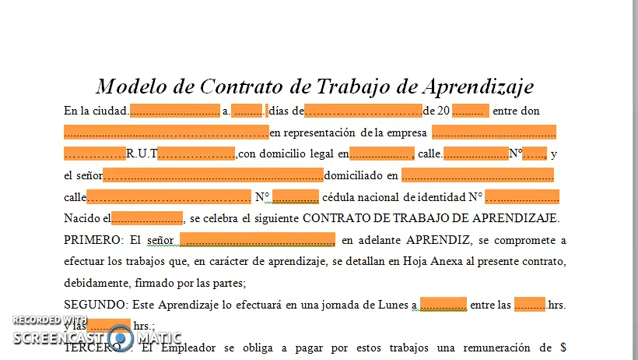 Modelo de Contrato de Trabajo de Aprendizaje
En la ciudad.............................. a. .......... . días de........................................de 20 ............ entre don
....................................................................en representación de la empresa .........................................
......................R.U.T..........................,con domicilio legal en....................., calle.......................Nº......, y
el señor..........................................................................domiciliado en ...................................................
calle....................................................... N° ............... cédula nacional de identidad N° .........................
Nacido el........................, se celebra el siguiente CONTRATO DE TRABAJO DE APRENDIZAJE.
PRIMERO: El señor .................................................... en adelante APRENDIZ, se compromete a
efectuar los trabajos que, en carácter de aprendizaje, se detallan en Hoja Anexa al presente contrato,
debidamente, firmado por las partes;
SEGUNDO: Este Aprendizaje lo efectuará en una jornada de Lunes a ............... entre las ..........hrs.
y las .............. hrs.;
RECORDED WITH
SCREENCAST MATIC
TERCERO : El Empleador se obliga a pagar por estos trabajos una remuneración de $